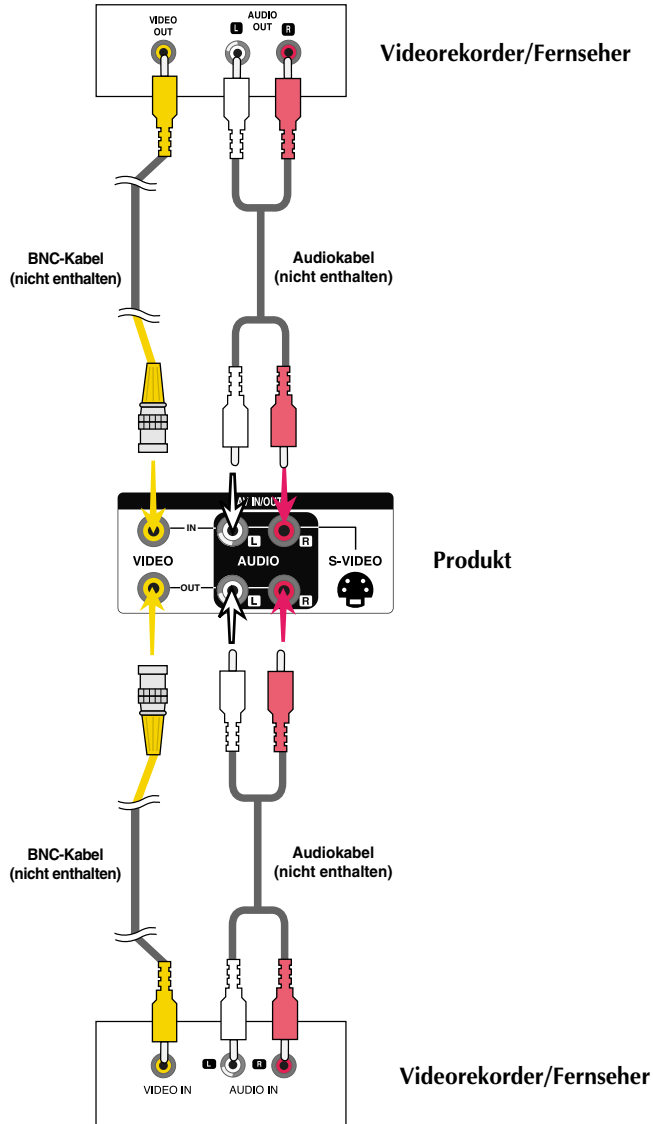 VIDEO
OUT
AUDIO
OUT
L
R
Videorekorder/Fernseher
BNC-Kabel
(nicht enthalten)
Audiokabel
(nicht enthalten)
AV IN/OUT
IN
L
R
VIDEO
AUDIO
S-VIDEO
Produkt
OUT
L
R
BNC-Kabel
(nicht enthalten)
Audiokabel
(nicht enthalten)
L
R
VIDEO IN
AUDIO IN
Videorekorder/Fernseher